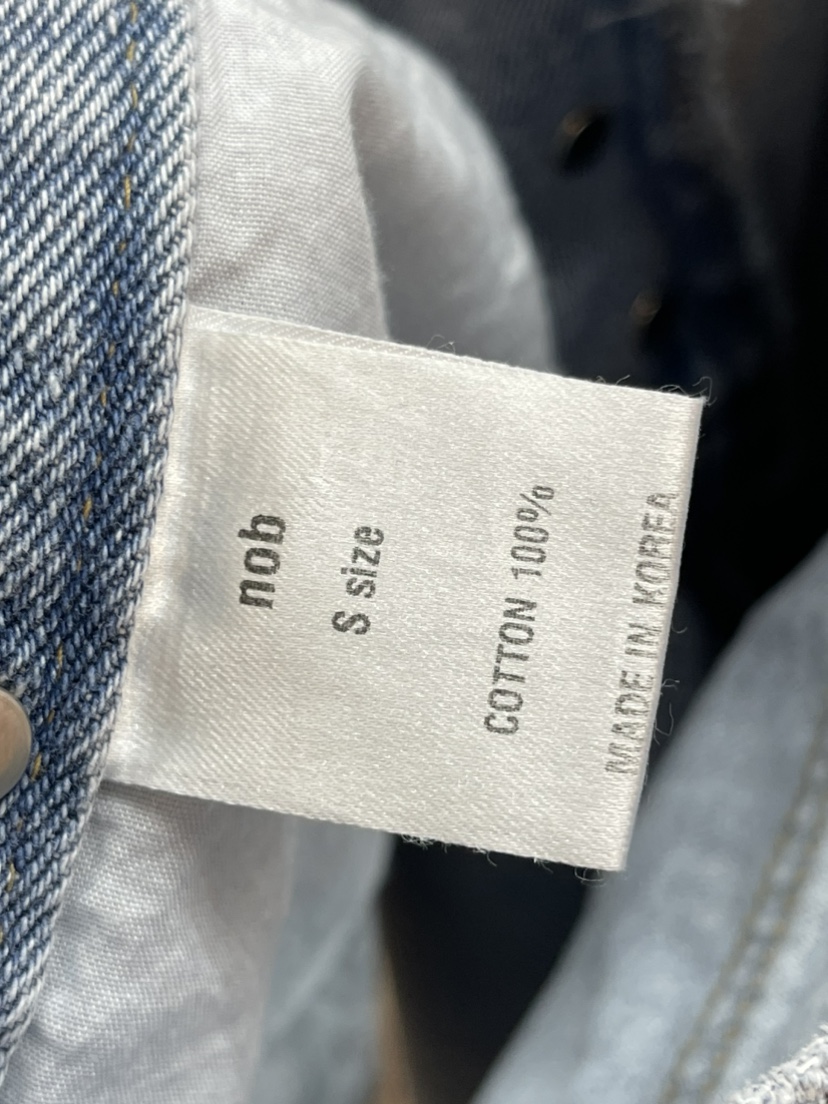 nob
S size
COTTON 100%
MADE IN KOREA